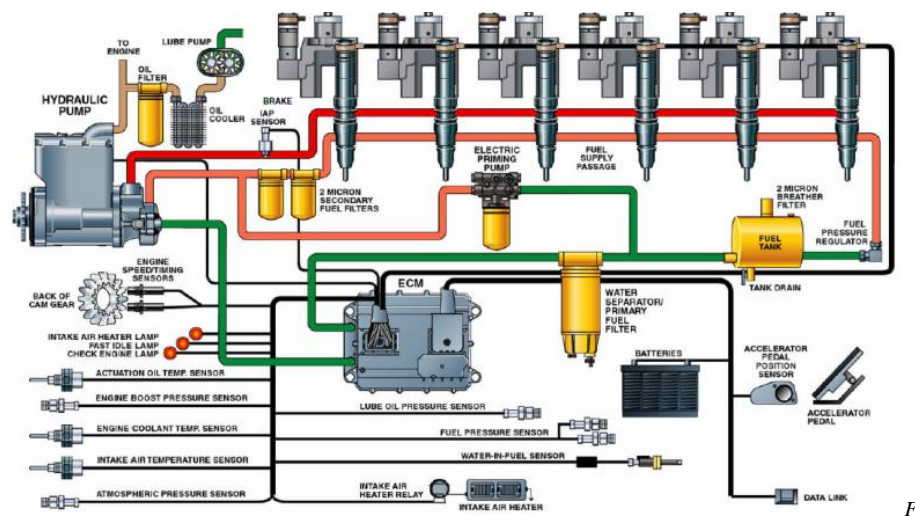 TO
ENGINE
LUBE PUMP
OIL
FILTER
HYDRAULIC
PUMP
OIL
COOLER
BRAKE
IAP
SENSOR
ELECTRIC
PRIMING
PUMP
FUEL
SUPPLY
PASSAGE
2 MICRON
SECONDARY
FUEL FILTERS
2 MICRON
BREATHER
FILTER
FUEL
PRESSURE
REGULATOR
FUEL
TANK
TANK DRAIN
ENGINE
SPEED/TIMING
SENSORS
BACK OF
CAM GEAR
ECM
WATER
SEPARATOR/
PRIMARY
FUEL
FILTER
INTAKE AIR HEATER LAMP
FAST IDLE LAMP
CHECK ENGINE LAMP
BATTERIES
ACCELERATOR
PEDAL
POSITION
SENSOR
ACCELERATOR
PEDAL
ACTUATION OIL TEMP. SENSOR
ENGINE BOOST PRESSURE SENSOR
LUBE OIL PRESSURE SENSOR
ENGINE COOLANT TEMP. SENSOR
FUEL PRESSURE SENSOR
INTAKE AIR TEMPERATURE SENSOR
WATER-IN-FUEL SENSOR
ATMOSPHERIC PRESSURE SENSOR
INTAKE AIR
HEATER RELAY
INTAKE AIR HEATER
DATA LINK
F